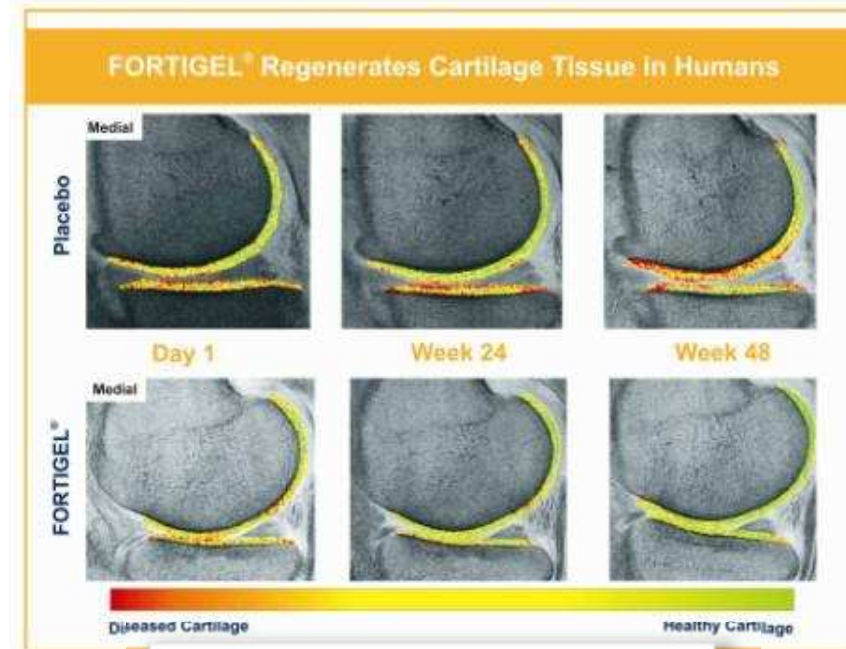 FORTIGEL® Regenerates Cartilage Tissue in Humans
Medial
Placebo
Day 1
Week 24
Week 48
Medial
FORTIGEL®
Diseased Cartilage
Healthy Cartilage